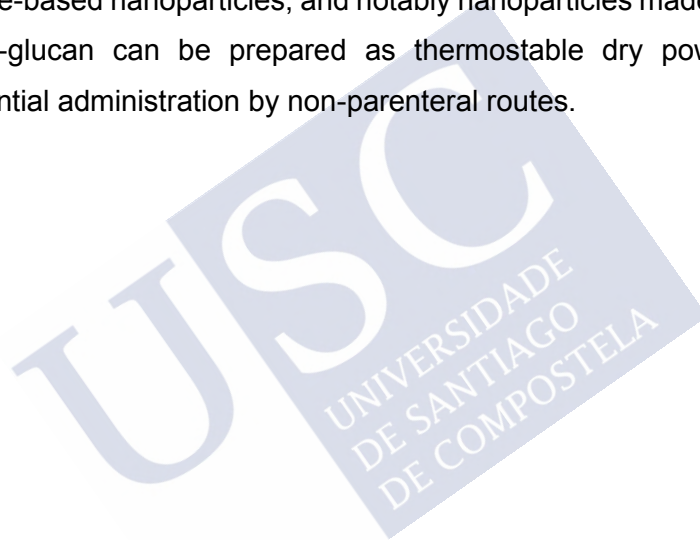 e-based nanoparticles, and notably nanoparticles made
-glucan can be prepared as thermostable dry pow
ntial administration by non-parenteral routes.
USC
UNIVERSIDADE
DE SANTIAGO
DE COMPOSTELA